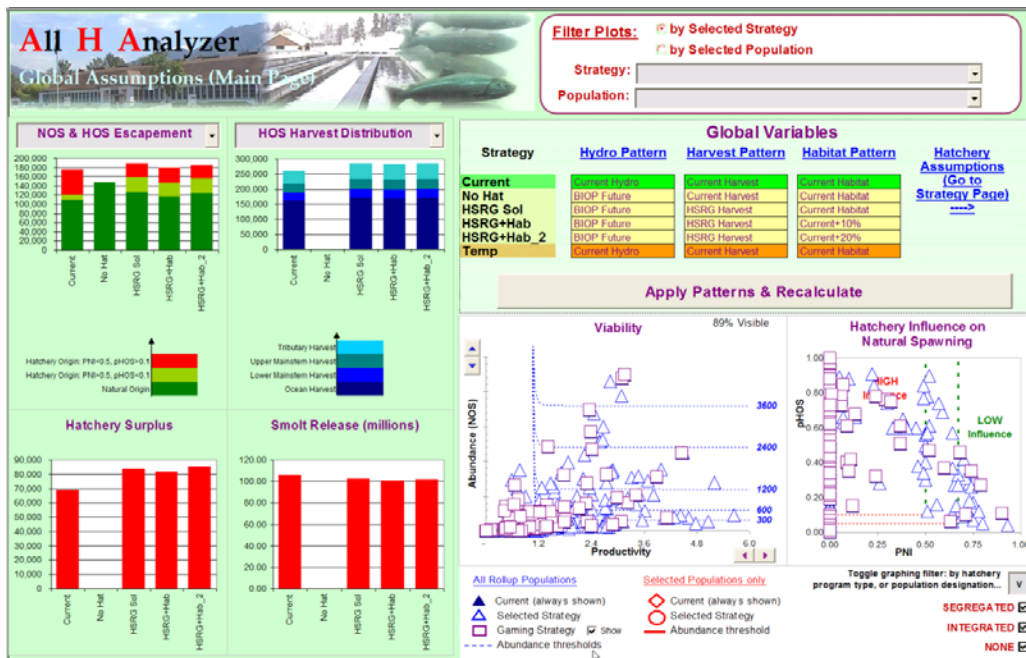 All H Analyzer
Global Assumptions (Main Page)
Filter Plots:
by Selected Strategy
by Selected Population
Strategy:
Population:
NOS & HOS Escapement
200,000
180,000
160,000
140,000
120,000
100,000
80,000
60,000
40,000
20,000
0
Current
No Hat
HSRG Sol
HSRG+Hab
HSRG+Hab_2
Hatchery Origin: PNI<0.5, pHOS>0.1
Hatchery Origin: PNI>0.5, pHOS>0.1
Natural Origin
HOS Harvest Distribution
300,000
250,000
200,000
150,000
100,000
50,000
0
Current
No Hat
HSRG Sol
HSRG+Hab
HSRG+Hab_2
Tributary Harvest
Upper Mainstem Harvest
Lower Mainstem Harvest
Ocean Harvest
Global Variables
Strategy Hydro Pattern Harvest Pattern Habitat Pattern
Current Current Hydro Current Harvest Current Habitat
No Hat BIOP Future Current Harvest Current Habitat
HSRG Sol BIOP Future HSRG Harvest Current Habitat
HSRG+Hab BIOP Future HSRG Harvest Current+10%
HSRG+Hab_2 BIOP Future HSRG Harvest Current+20%
Temp Current Hydro Current Harvest Current Habitat
Hatchery
Assumptions
(Go to
Strategy Page)
---->
Apply Patterns & Recalculate
Hatchery Surplus
90,000
80,000
70,000
60,000
50,000
40,000
30,000
20,000
10,000
0
Current
No Hat
HSRG Sol
HSRG+Hab
HSRG+Hab_2
Smolt Release (millions)
120.00
100.00
80.00
60.00
40.00
20.00
0.00
Current
No Hat
HSRG Sol
HSRG+Hab
HSRG+Hab_2
Viability
89% Visible
Abundance (NOS)
3600
2400
1200
600
300
- 1.2 2.4 3.6 4.8 6.0
Productivity
Hatchery Influence on
Natural Spawning
1.00
0.80
0.60
0.40
0.20
0.00
pHOS
HIGH
LOW
Influence
0.00 0.25 0.50 0.75 1.00
PNI
All Rollup Populations
Current (always shown)
Selected Strategy
Gaming Strategy Show
Abundance thresholds
Selected Populations only
Current (always shown)
Selected Strategy
Abundance threshold
Toggle graphing filter: by hatchery
program type, or population designation...
V
SEGREGATED
INTEGRATED
NONE